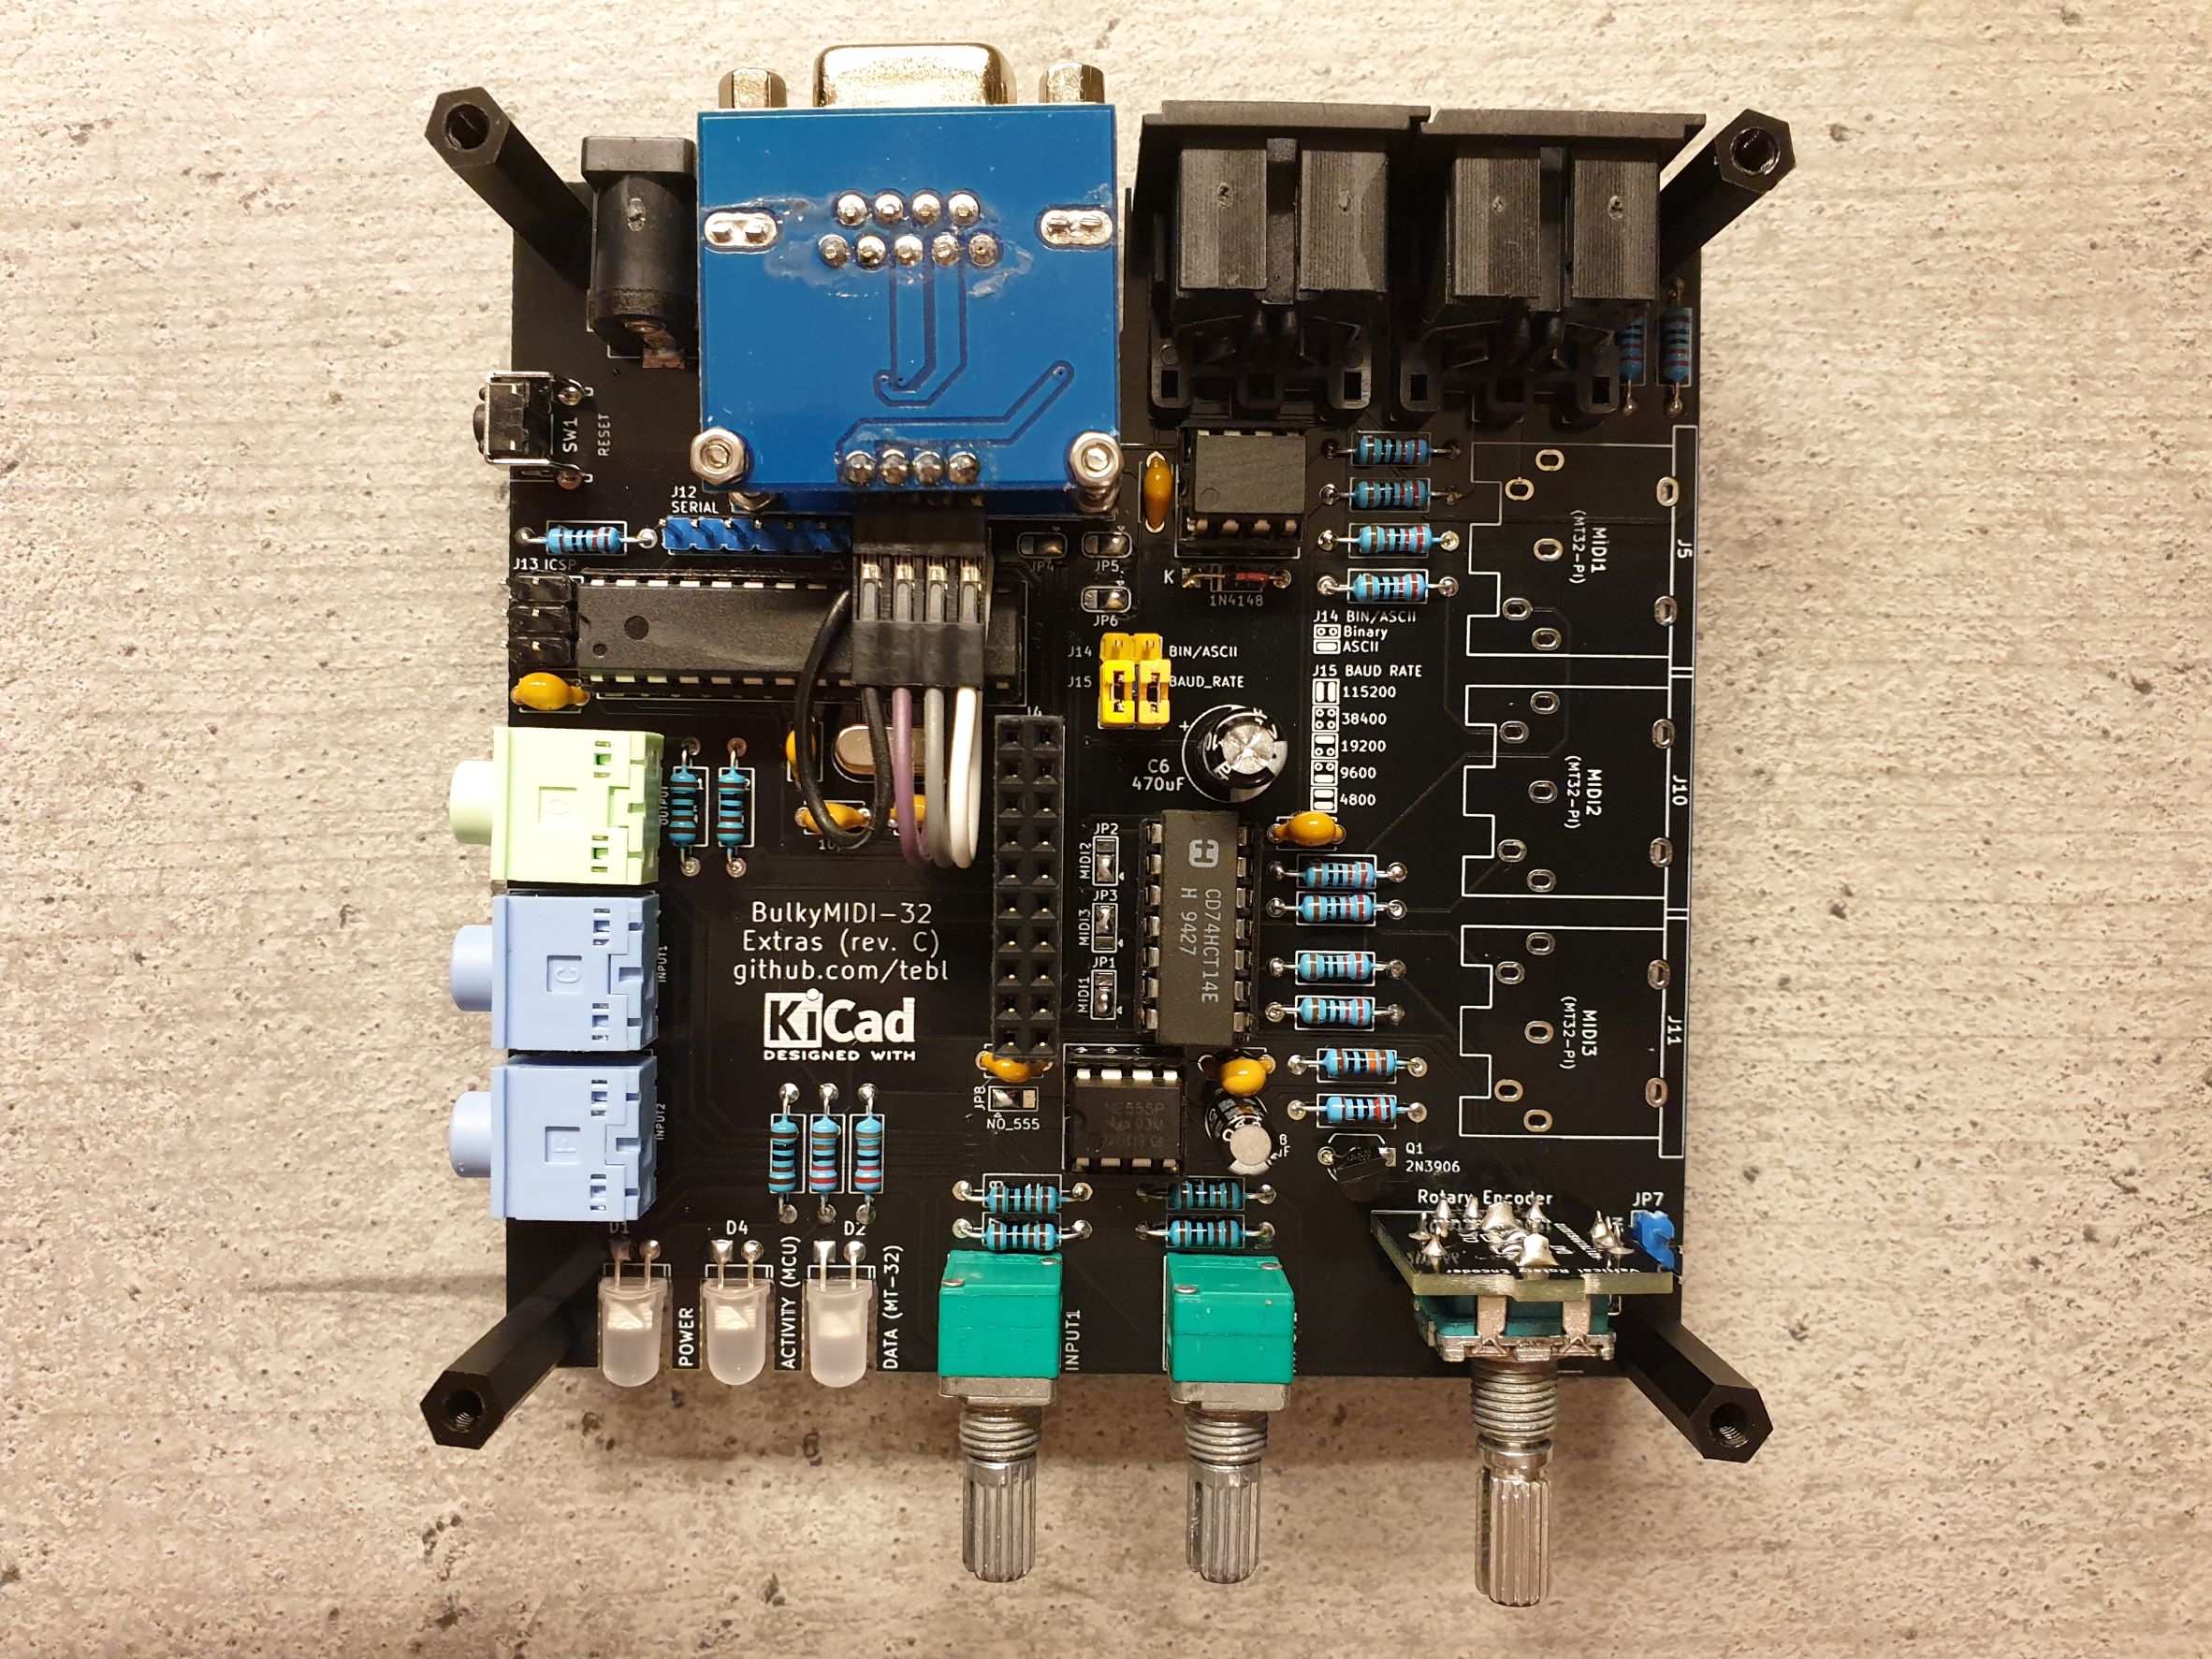 SW1
RESET
J12
SERIAL
J13 ICSP
JP4
JP5
JP6
K
1N4148
J14
BIN/ASCII
J15
BAUD_RATE
J14 BIN/ASCII
Binary
ASCII
J15 BAUD RATE
115200
38400
19200
9600
4800
MIDI1
(MT32-PI)
J5
MIDI2
(MT32-PI)
J10
MIDI3
(MT32-PI)
J11
+
C6
470uF
JP2
MIDI2
JP3
MIDI3
JP1
MIDI1
CD74HCT14E
H 9427
INPUT1
INPUT2
BulkyMIDI-32
Extras (rev. C)
github.com/tebl
KiCad
DESIGNED WITH
JP8
NO_555
NE555P
Q1
2N3906
Rotary Encoder
JP7
D1
D4
D2
POWER
ACTIVITY (MCU)
DATA (MT-32)
INPUT1